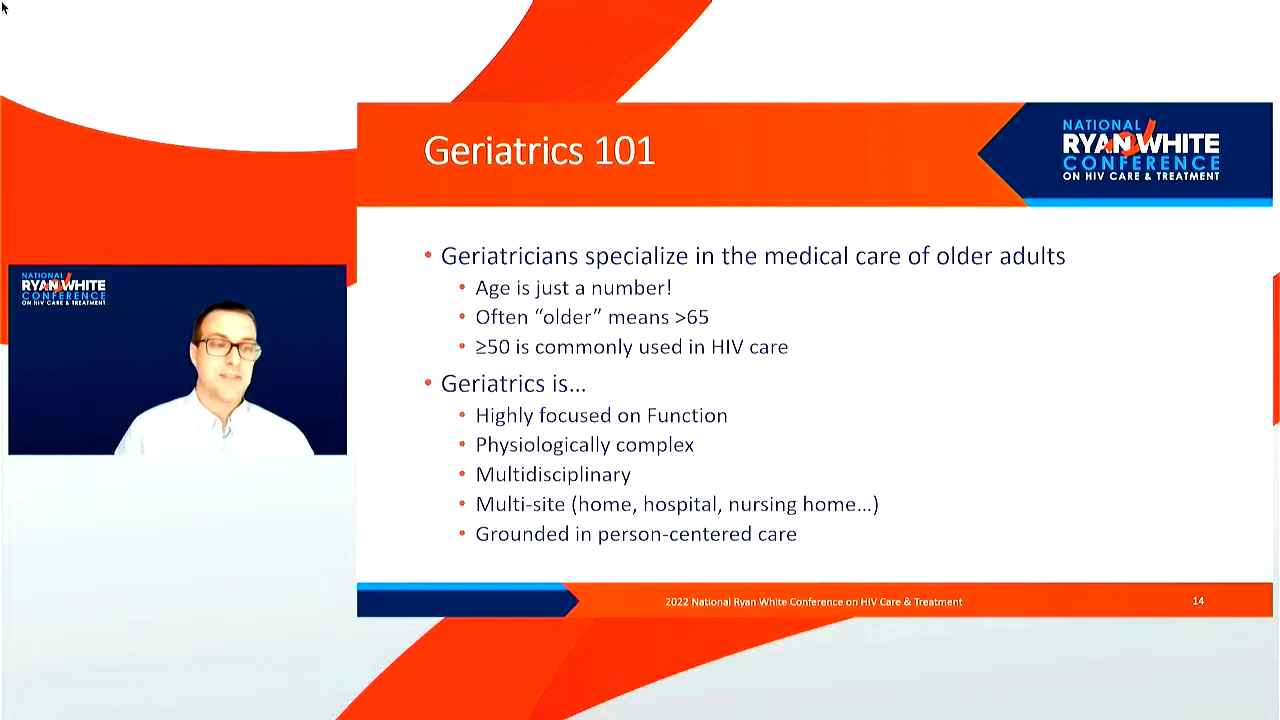 Geriatrics 101
NATIONAL
RYAN WHITE
CONFERENCE
ON HIV CARE & TREATMENT
• Geriatricians specialize in the medical care of older adults
• Age is just a number!
• Often “older” means >65
• ≥50 is commonly used in HIV care
• Geriatrics is…
• Highly focused on Function
• Physiologically complex
• Multidisciplinary
• Multi-site (home, hospital, nursing home…)
• Grounded in person-centered care
2022 National Ryan White Conference on HIV Care & Treatment
14
NATIONAL
RYAN WHITE
CONFERENCE
ON HIV CARE & TREATMENT